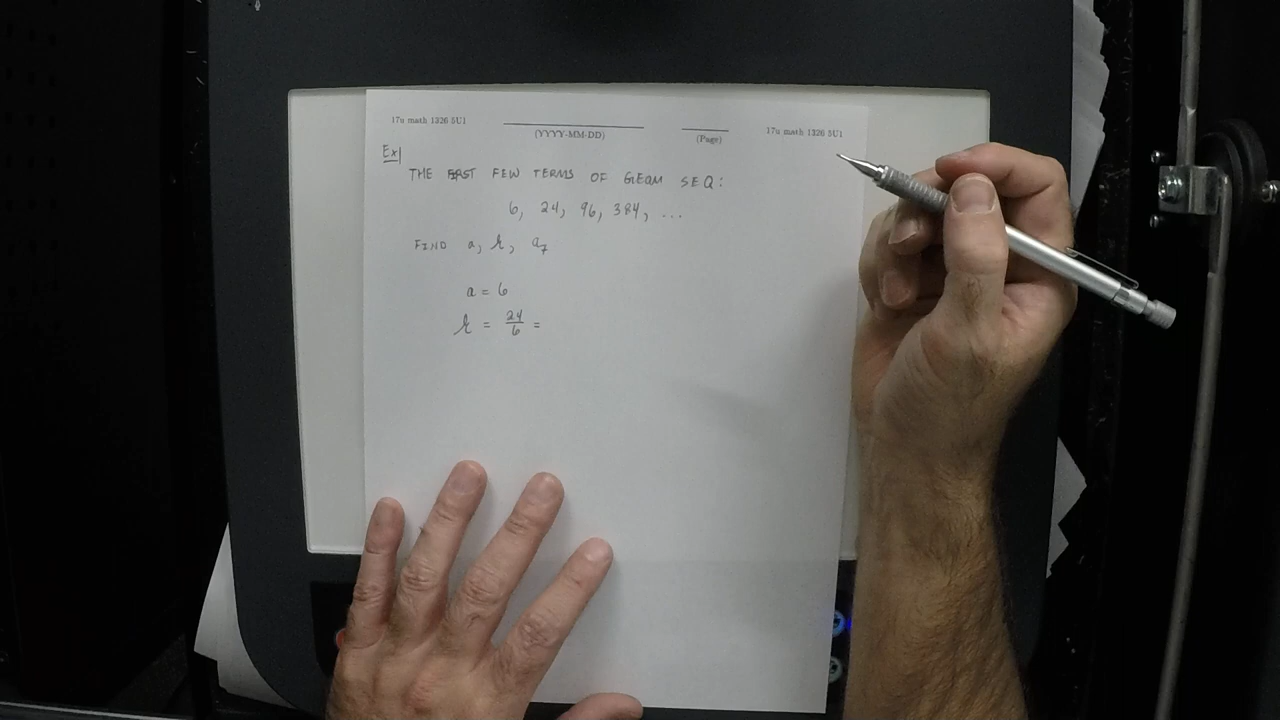 17u math 1326 5U1 (YYYY-MM-DD) (Page) 17u math 1326 5U1
Ex
THE FIRST FEW TERMS OF GEOM SEQ:
6, 24, 96, 384, ...
FIND a, r, a₇
a = 6
r = 24/6 =